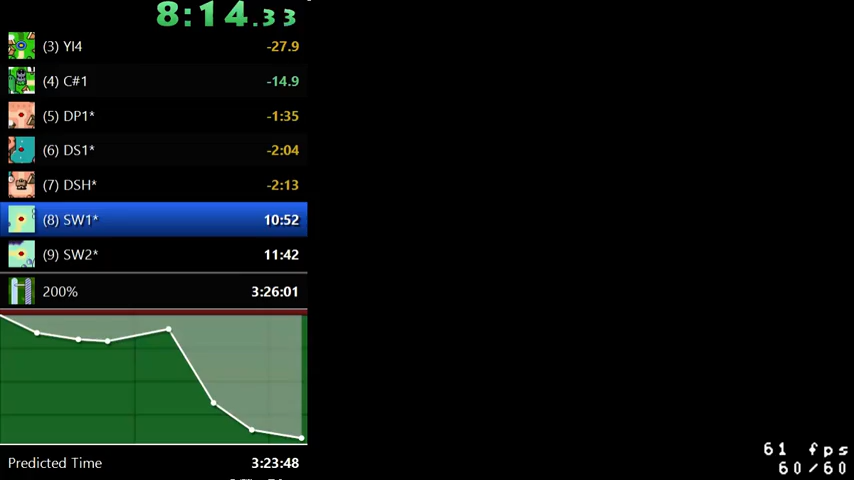 8:14.33
(3) YI4 -27.9
(4) C#1 -14.9
(5) DP1* -1:35
(6) DS1* -2:04
(7) DSH* -2:13
(8) SW1* 10:52
(9) SW2* 11:42
200% 3:26:01
Predicted Time 3:23:48
61 fps
60/60